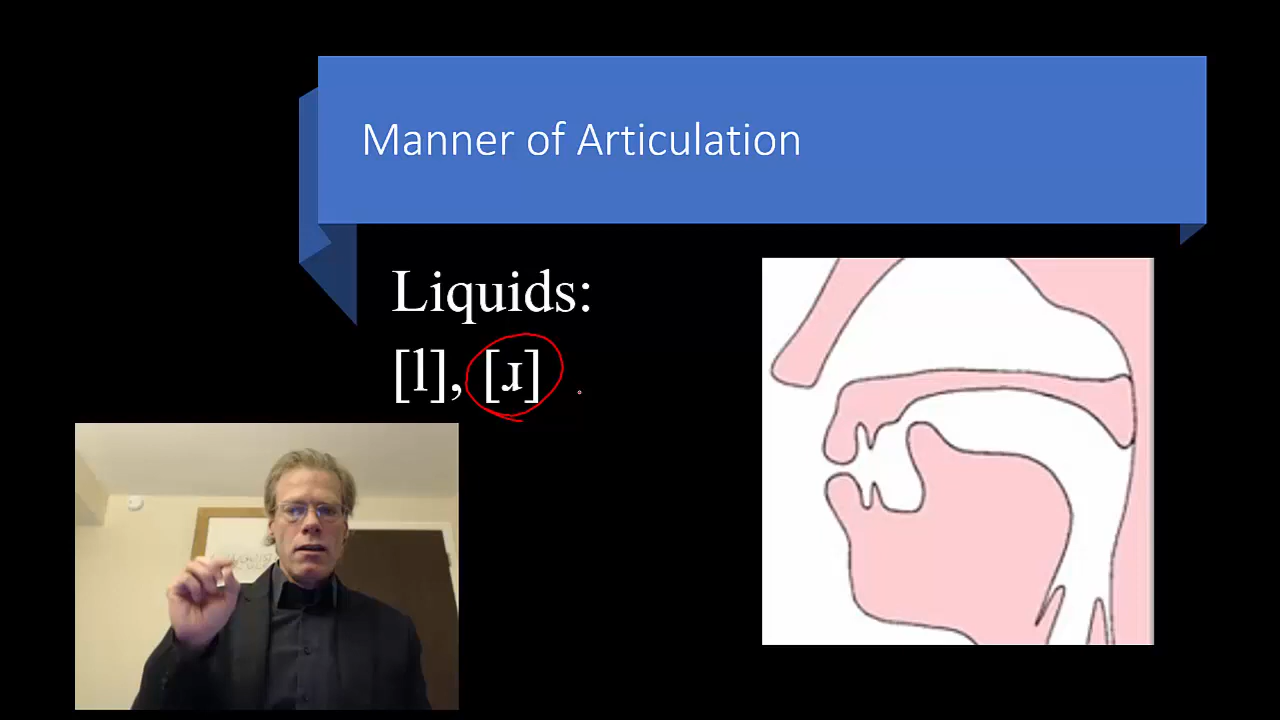 Manner of Articulation
Liquids:
[l], [ɹ]